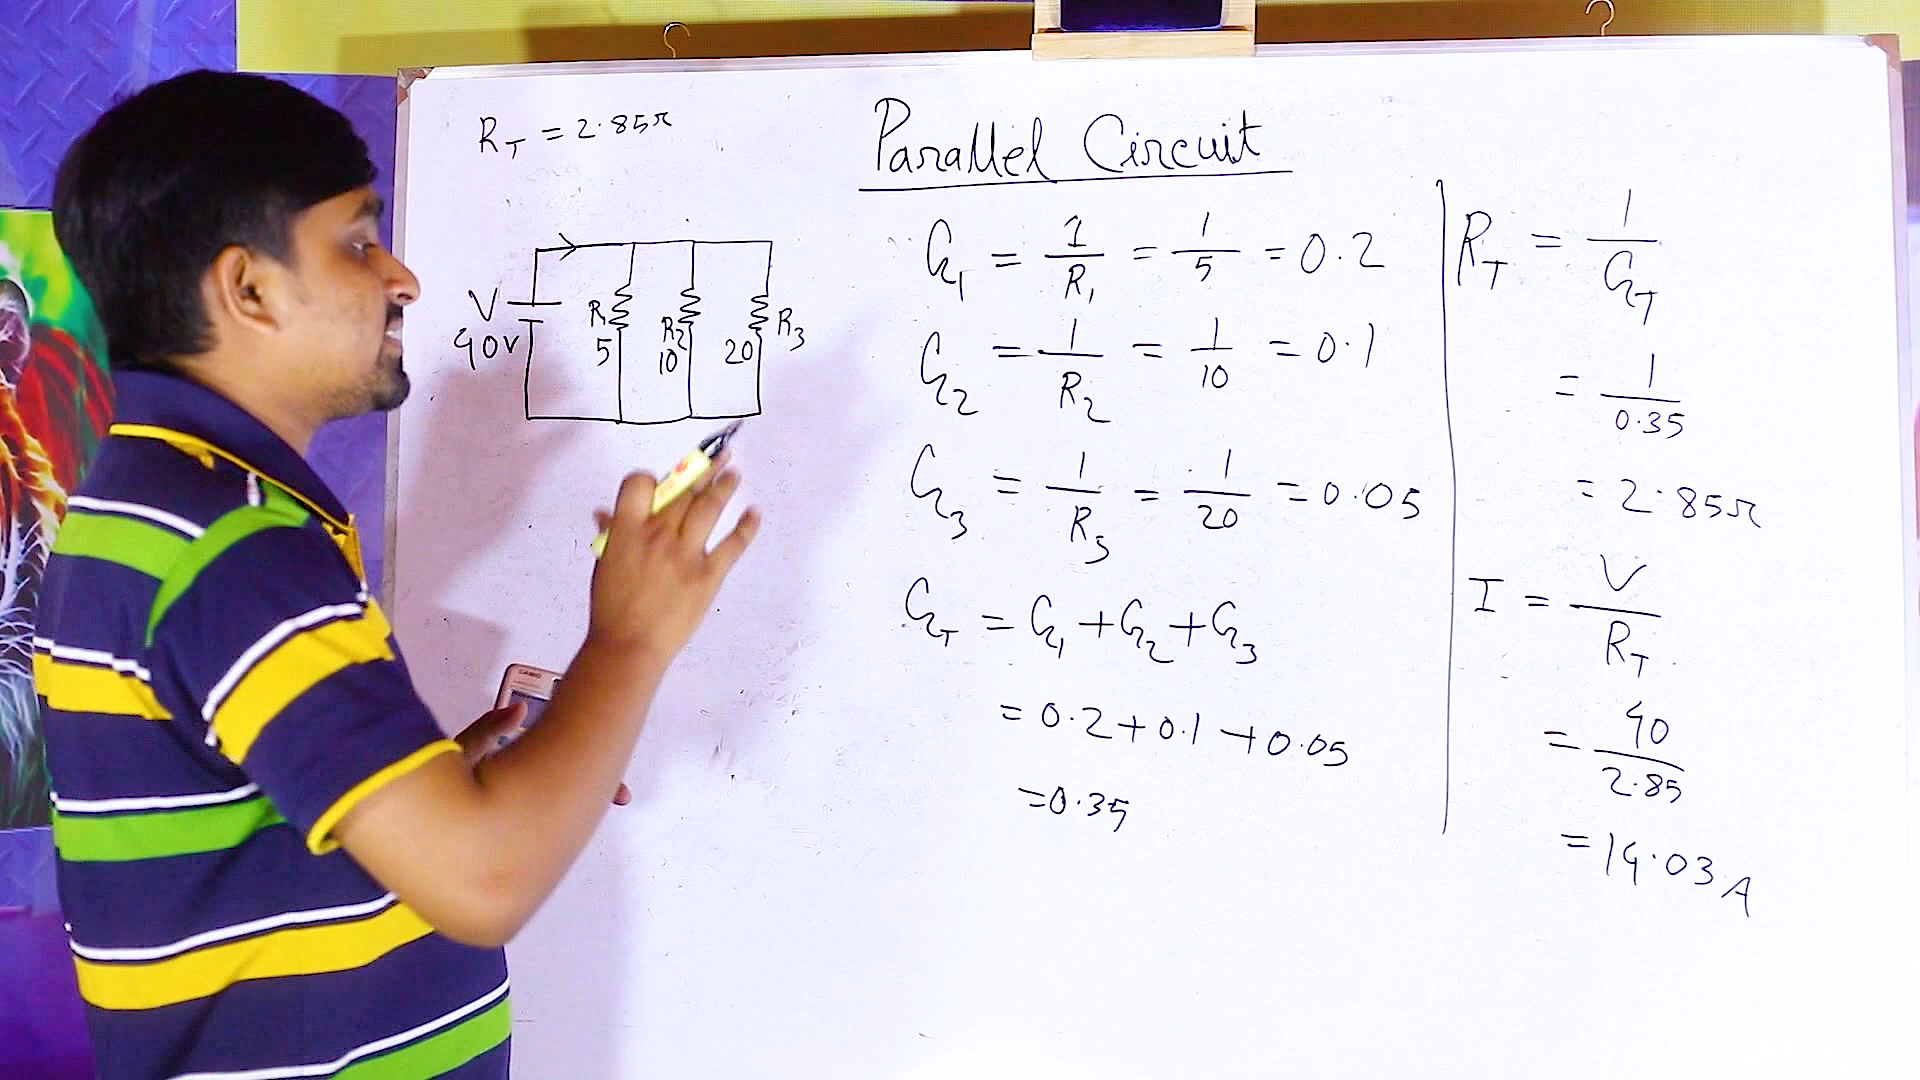 R_T = 2.85Ω
Parallel Circuit
V
40V
R₁
5
R₂
10
20
R₃
G₁ = 1/R₁ = 1/5 = 0.2
G₂ = 1/R₂ = 1/10 = 0.1
G₃ = 1/R₃ = 1/20 = 0.05
G_T = G₁ + G₂ + G₃
= 0.2 + 0.1 + 0.05
= 0.35
R_T = 1/G_T
= 1/0.35
= 2.85Ω
I = V/R_T
= 40/2.85
= 14.03 A
CASIO